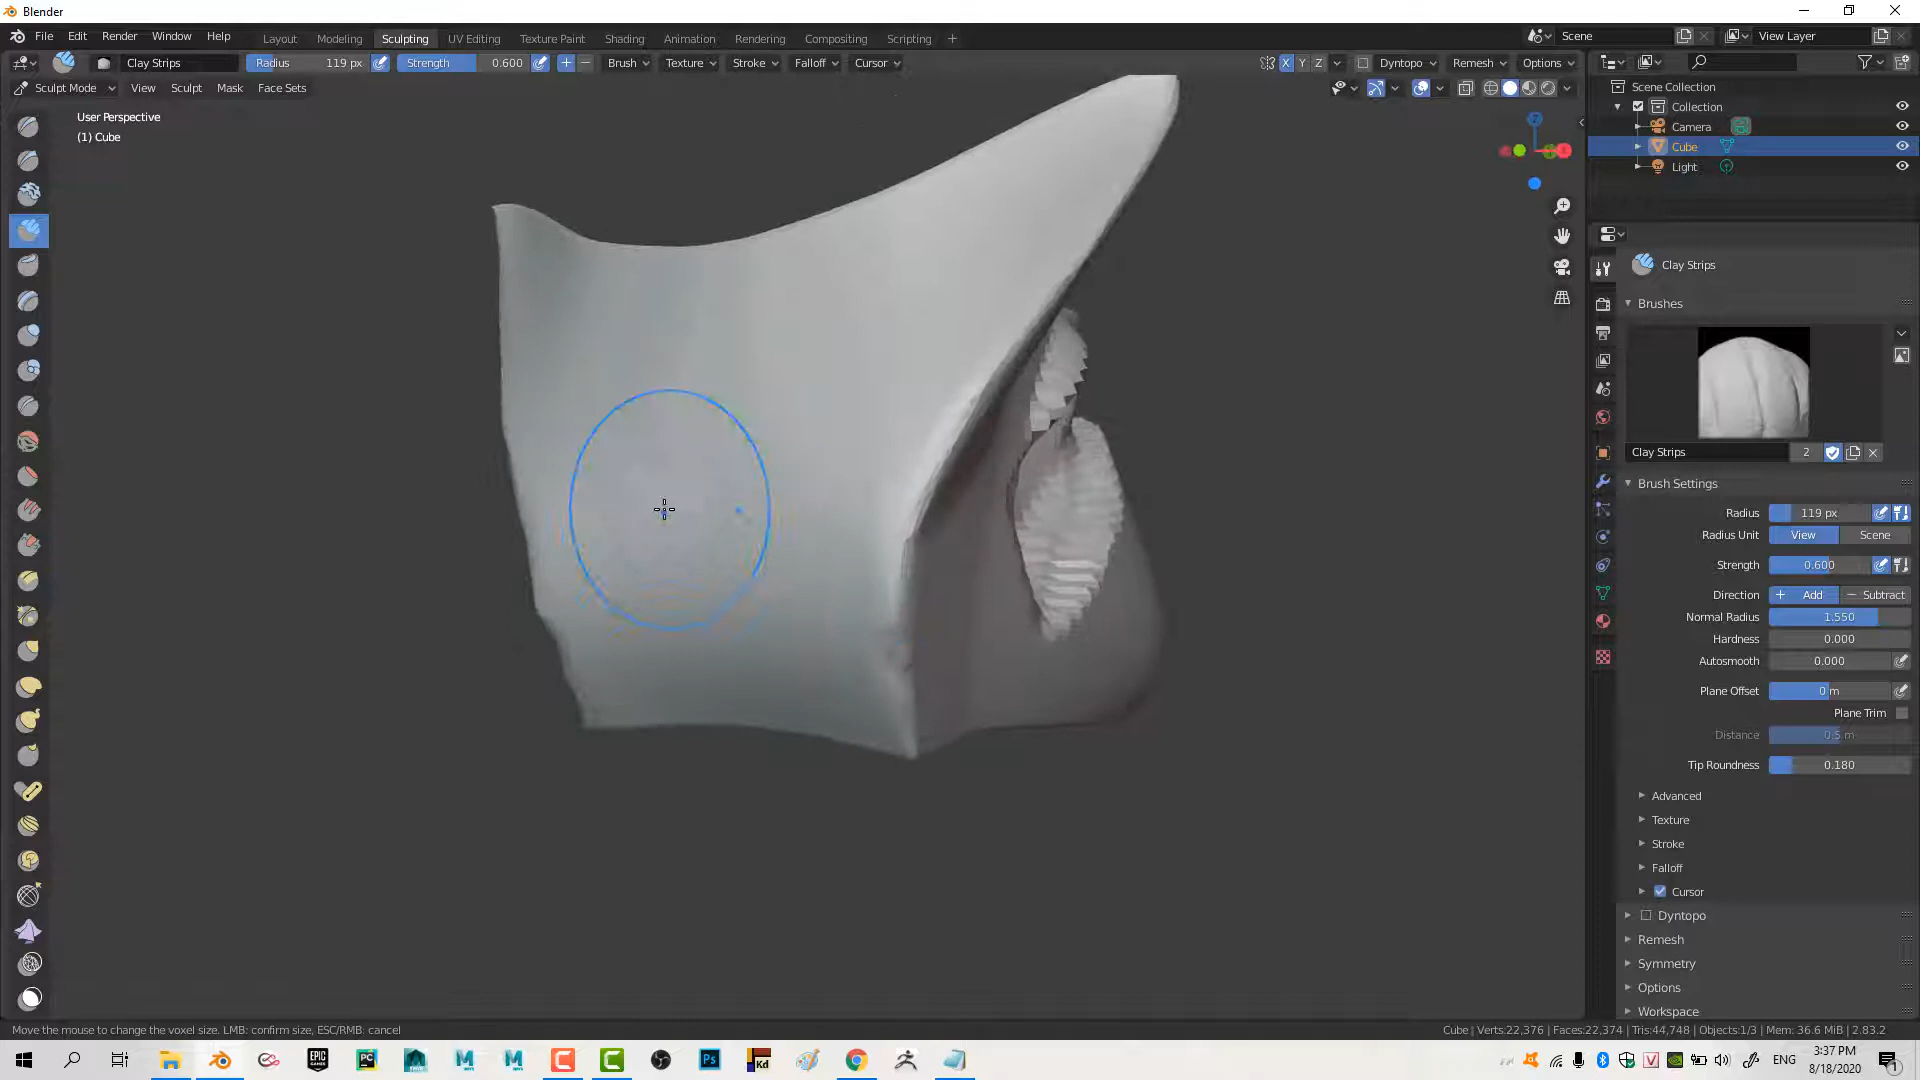 Blender
File Edit Render Window Help
Layout Modeling Sculpting UV Editing Texture Paint Shading Animation Rendering Compositing Scripting +
Scene
View Layer
Clay Strips
Radius 119 px
Strength 0.600
Brush Texture Stroke Falloff Cursor
X Y Z
Dyntopo Remesh Options
Sculpt Mode View Sculpt Mask Face Sets
User Perspective
(1) Cube
Scene Collection
Collection
Camera
Cube
Light
Clay Strips
Brushes
Clay Strips 2
Brush Settings
Radius 119 px
Radius Unit View Scene
Strength 0.600
Direction + Add − Subtract
Normal Radius 1.550
Hardness 0.000
Autosmooth 0.000
Plane Offset 0 m
Plane Trim
Distance 0.5 m
Tip Roundness 0.180
Advanced
Texture
Stroke
Falloff
Cursor
Dyntopo
Remesh
Symmetry
Options
Workspace
Move the mouse to change the voxel size. LMB: confirm size, ESC/RMB: cancel
Cube | Verts:22,376 | Faces:22,374 | Tris:44,748 | Objects:1/3 | Mem: 36.6 MiB | 2.83.2
EPIC GAMES
PC
M
M
Ps
Kd
V
ENG
3:37 PM
8/18/2020
1